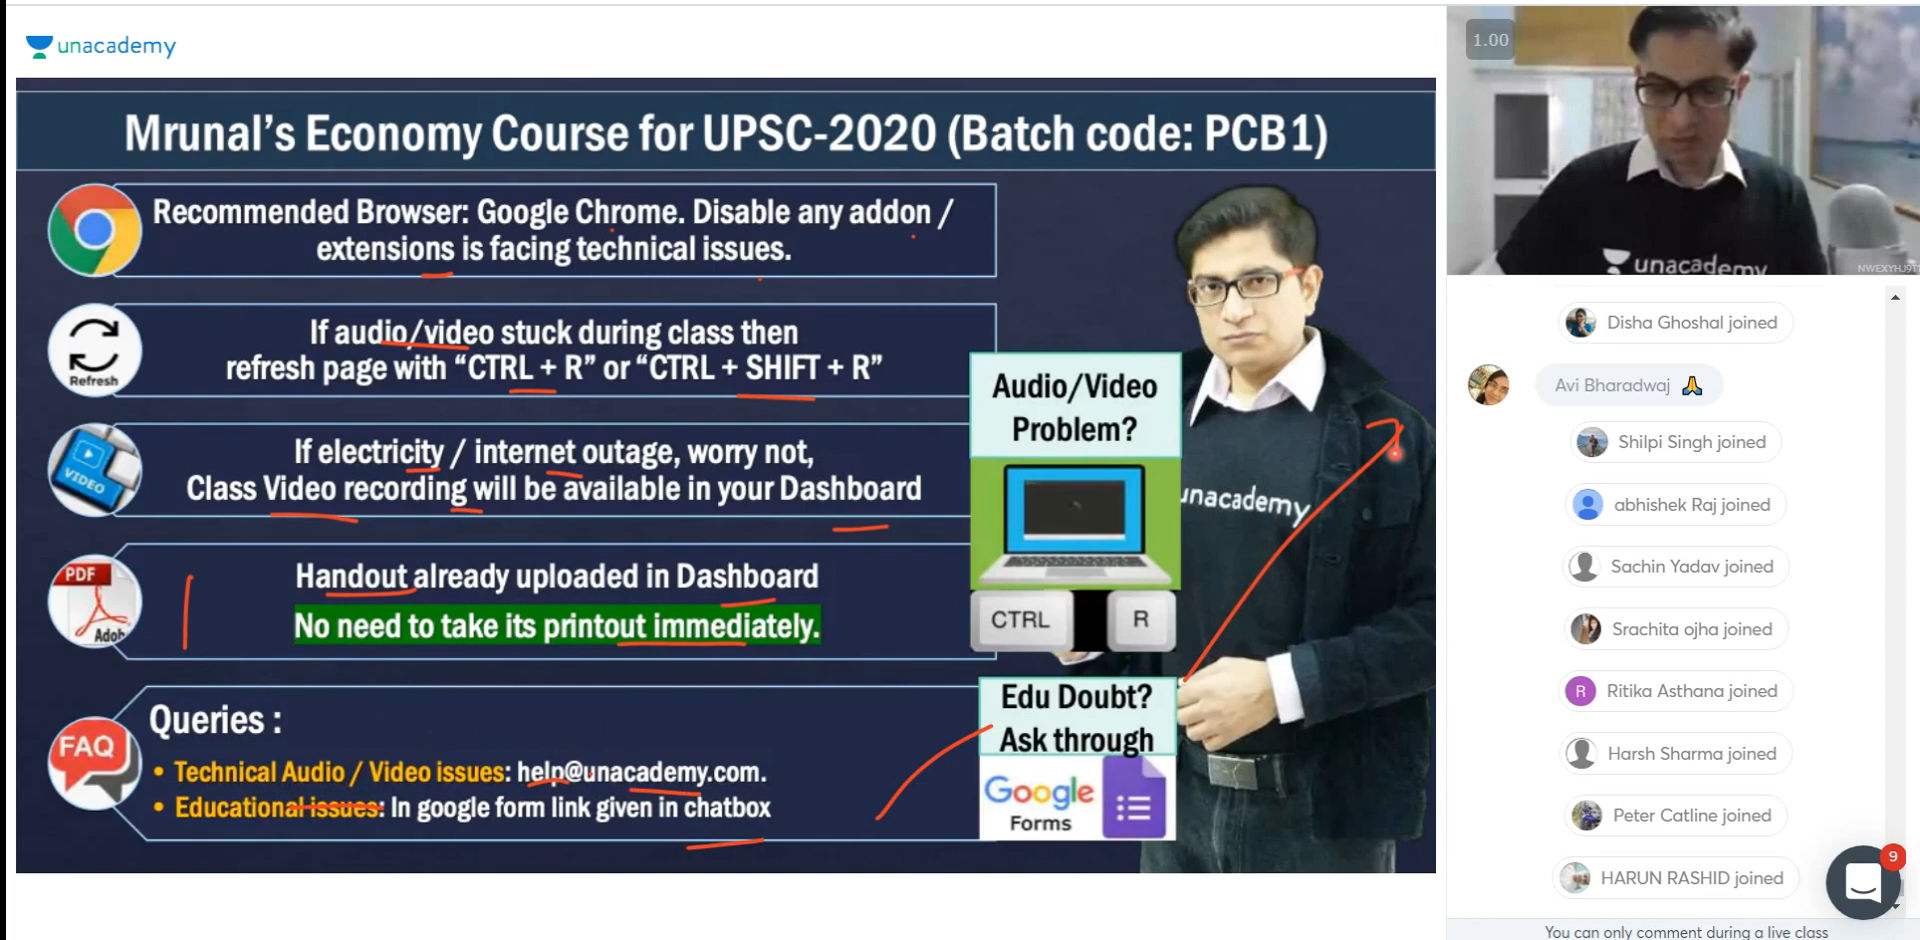 unacademy
Mrunal's Economy Course for UPSC-2020 (Batch code: PCB1)
Recommended Browser: Google Chrome. Disable any addon /
extensions is facing technical issues.
Refresh
If audio/video stuck during class then
refresh page with “CTRL + R” or “CTRL + SHIFT + R”
VIDEO
If electricity / internet outage, worry not,
Class Video recording will be available in your Dashboard
PDF
Adob
Handout already uploaded in Dashboard
No need to take its printout immediately.
FAQ
Queries :
• Technical Audio / Video issues: help@unacademy.com.
• Educational issues: In google form link given in chatbox
Audio/Video
Problem?
CTRL
R
unacademy
Edu Doubt?
Ask through
Google
Forms
1.00
unacademy
Disha Ghoshal joined
Avi Bharadwaj 🙏
Shilpi Singh joined
abhishek Raj joined
Sachin Yadav joined
Srachita ojha joined
R
Ritika Asthana joined
Harsh Sharma joined
Peter Catline joined
HARUN RASHID joined
9
You can only comment during a live class